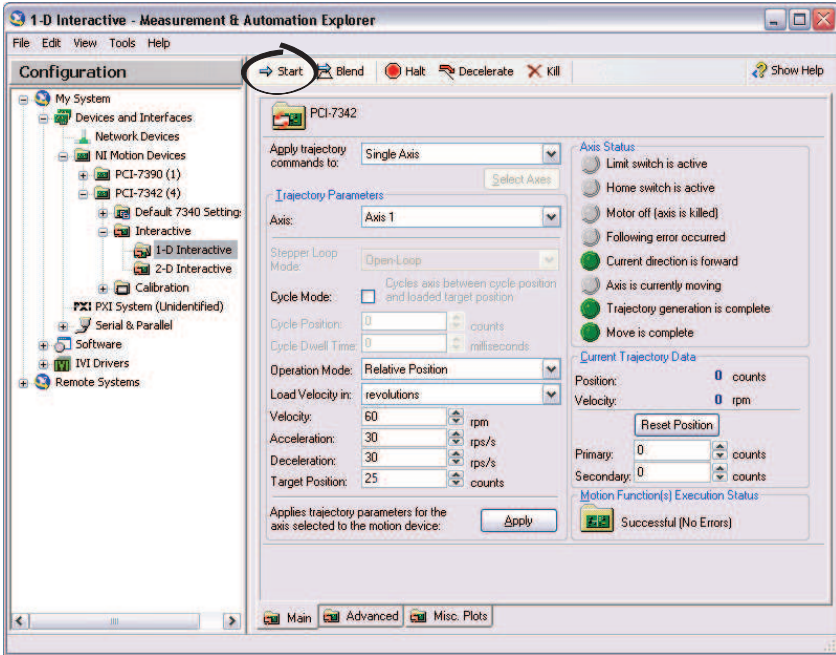 1-D Interactive - Measurement & Automation Explorer
File Edit View Tools Help
Configuration
Start Blend Halt Decelerate Kill Show Help
My System
Devices and Interfaces
Network Devices
NI Motion Devices
PCI-7390 (1)
PCI-7342 (4)
Default 7340 Setting:
Interactive
1-D Interactive
2-D Interactive
Calibration
PXI PXI System (Unidentified)
Serial & Parallel
Software
IVI Drivers
Remote Systems
PCI-7342
Apply trajectory
commands to:
Single Axis
Select Axes
Trajectory Parameters
Axis: Axis 1
Stepper Loop
Mode:
Open-Loop
Cycle Mode:
Cycles axis between cycle position
and loaded target position
Cycle Position: 0 counts
Cycle Dwell Time: 0 milliseconds
Operation Mode: Relative Position
Load Velocity in: revolutions
Velocity: 60 rpm
Acceleration: 30 rps/s
Deceleration: 30 rps/s
Target Position: 25 counts
Applies trajectory parameters for the
axis selected to the motion device:
Apply
Axis Status
Limit switch is active
Home switch is active
Motor off (axis is killed)
Following error occurred
Current direction is forward
Axis is currently moving
Trajectory generation is complete
Move is complete
Current Trajectory Data
Position: 0 counts
Velocity: 0 rpm
Reset Position
Primary: 0 counts
Secondary: 0 counts
Motion Function(s) Execution Status
Successful (No Errors)
Main Advanced Misc. Plots